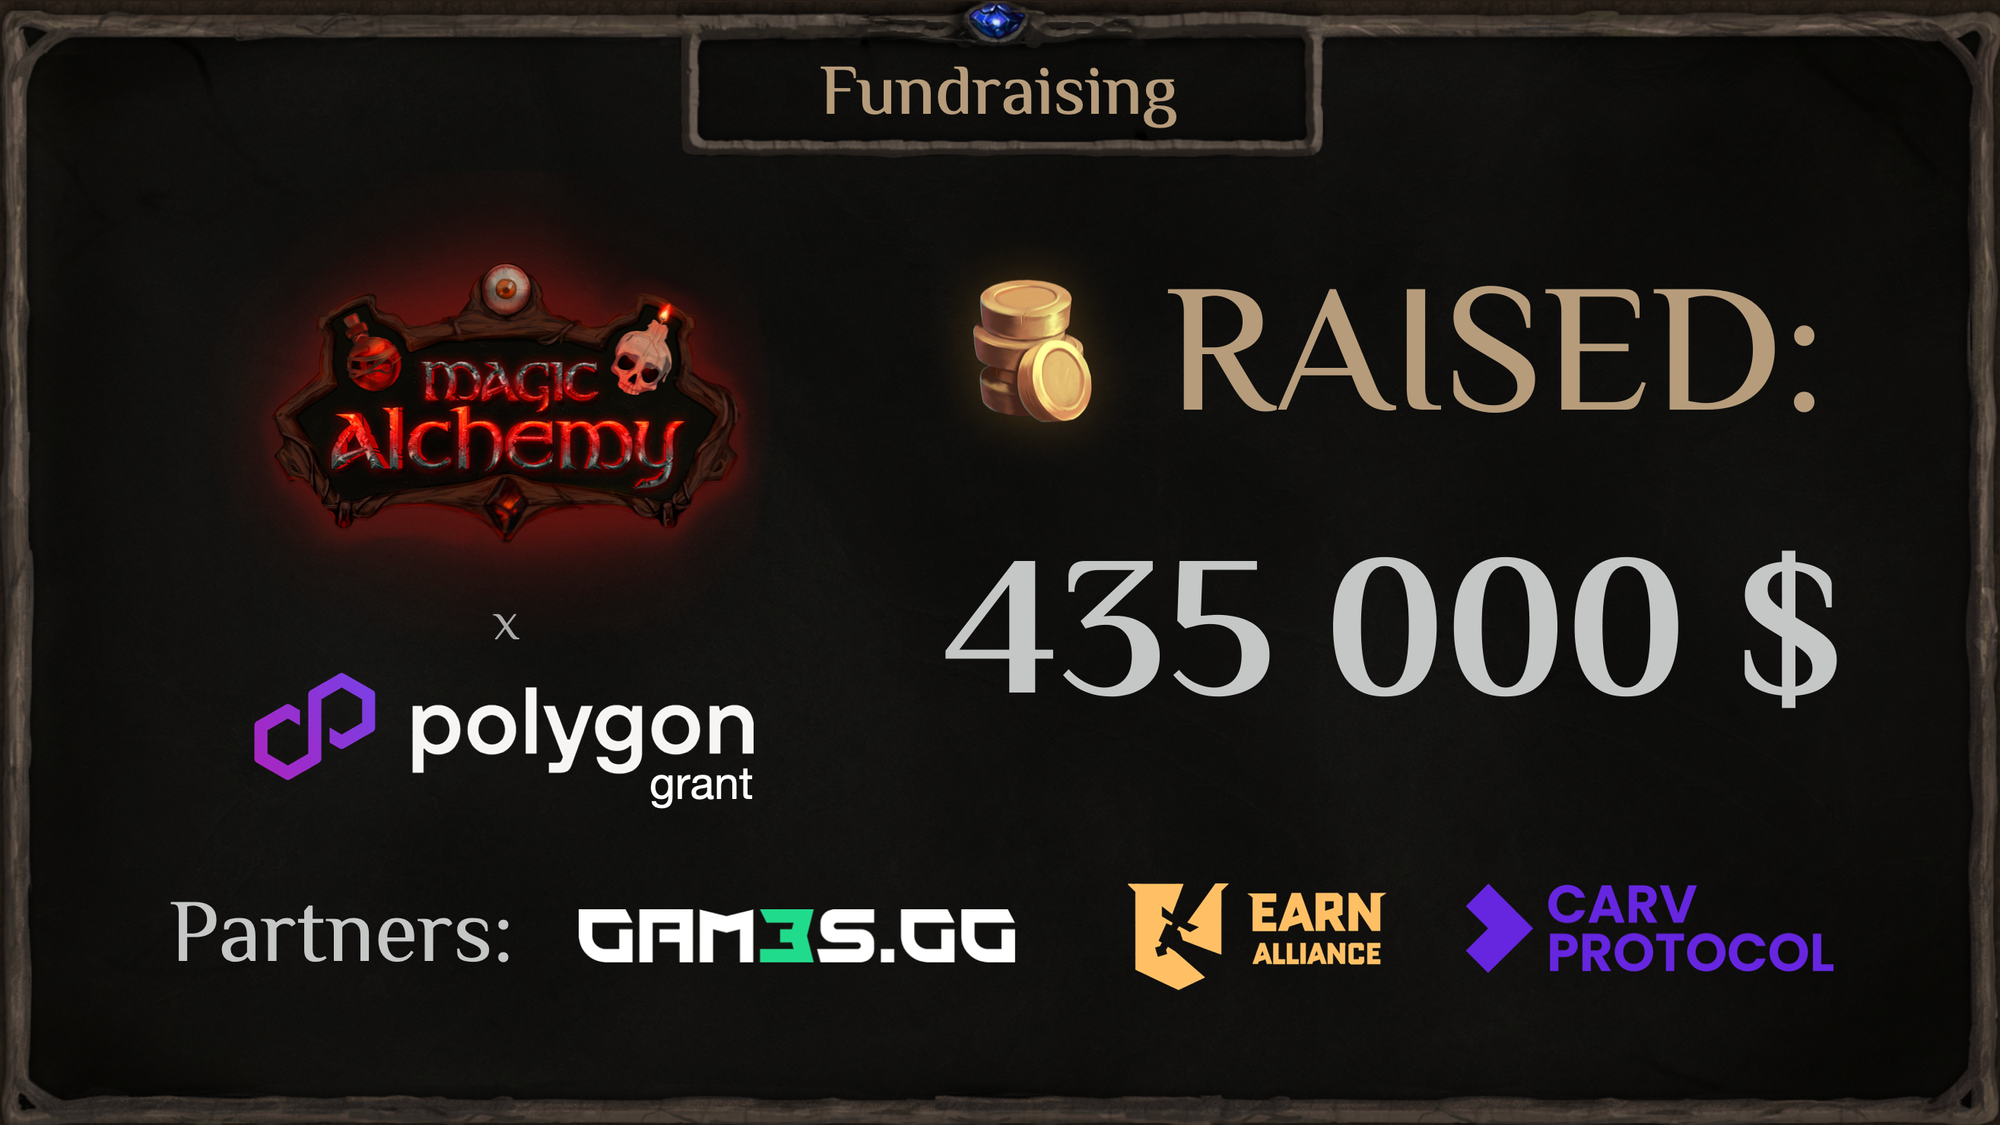 Fundraising
magic
Alchemy
x
polygon
grant
RAISED:
435 000 $
Partners:
GAM3S.GG
EARN
ALLIANCE
CARV
PROTOCOL